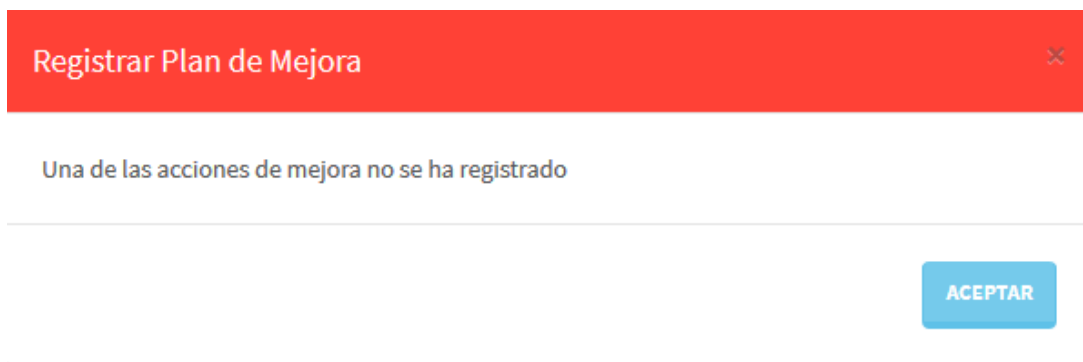 Registrar Plan de Mejora
×
Una de las acciones de mejora no se ha registrado
ACEPTAR